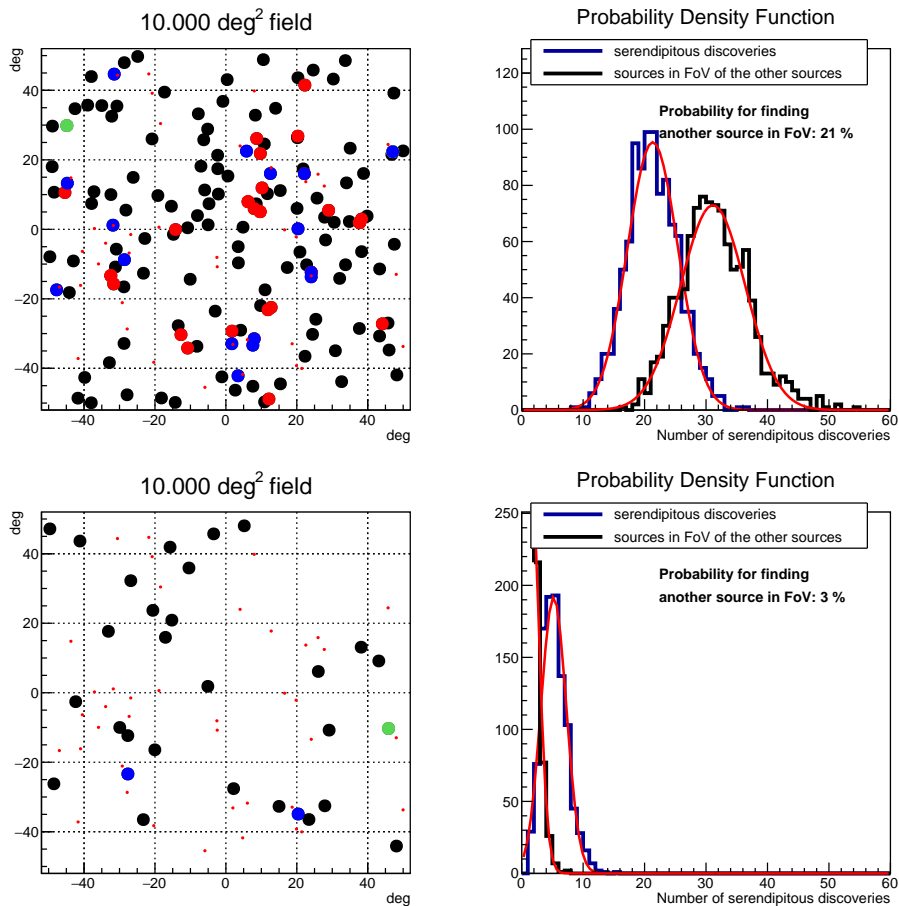 10.000 deg² field
deg
40
20
0
−20
−40
−40 −20 0 20 40
deg
Probability Density Function
serendipitous discoveries
sources in FoV of the other sources
Probability for finding
another source in FoV: 21 %
120
100
80
60
40
20
0
0 10 20 30 40 50 60
Number of serendipitous discoveries
10.000 deg² field
deg
40
20
0
−20
−40
−40 −20 0 20 40
deg
Probability Density Function
serendipitous discoveries
sources in FoV of the other sources
Probability for finding
another source in FoV: 3 %
250
200
150
100
50
0
0 10 20 30 40 50 60
Number of serendipitous discoveries